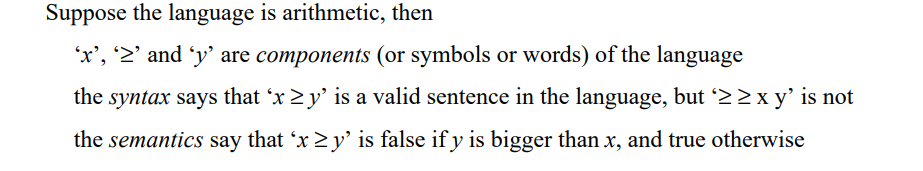 Suppose the language is arithmetic, then
‘x’, ‘≥’ and ‘y’ are components (or symbols or words) of the language
the syntax says that ‘x ≥ y’ is a valid sentence in the language, but ‘≥ ≥ x y’ is not
the semantics say that ‘x ≥ y’ is false if y is bigger than x, and true otherwise